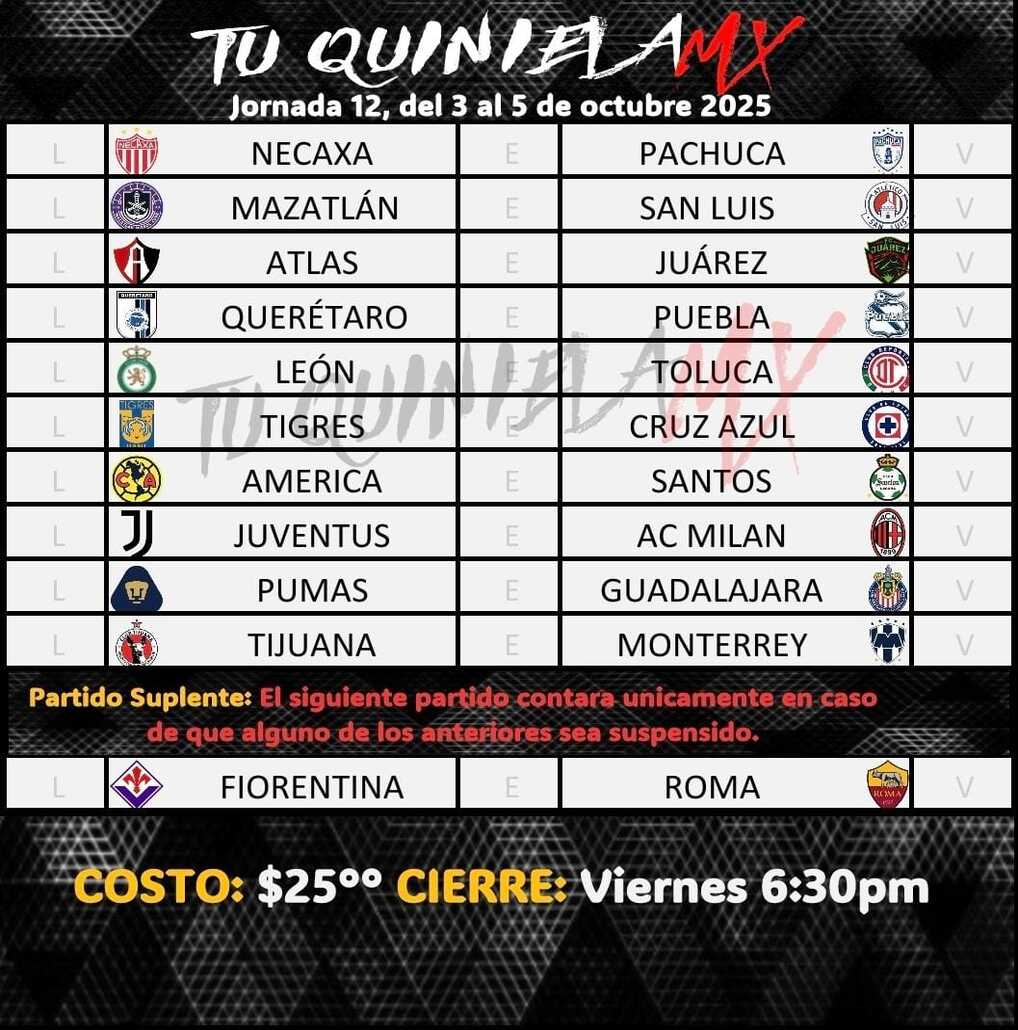 TU QUINIELAMX
Jornada 12, del 3 al 5 de octubre 2025
L NECAXA E PACHUCA V
L MAZATLÁN E SAN LUIS V
L ATLAS E JUÁREZ V
L QUERÉTARO E PUEBLA V
L LEÓN E TOLUCA V
L TIGRES E CRUZ AZUL V
L AMERICA E SANTOS V
L JUVENTUS E AC MILAN V
L PUMAS E GUADALAJARA V
L TIJUANA E MONTERREY V
TU QUINIELAMX
Partido Suplente: El siguiente partido contara unicamente en caso
de que alguno de los anteriores sea suspensido.
L FIORENTINA E ROMA V
COSTO: $25°° CIERRE: Viernes 6:30pm